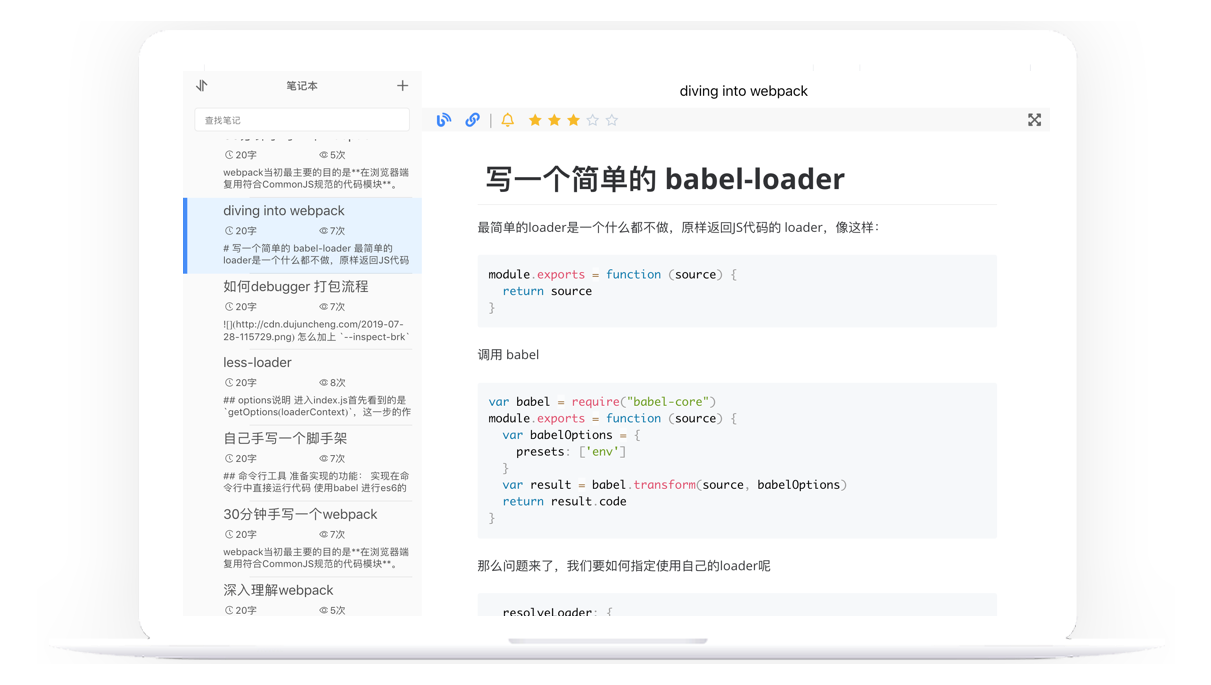 笔记本
查找笔记
20字 5次
webpack当初最主要的目的是**在浏览器端
复用符合CommonJS规范的代码模块**。
diving into webpack
20字 7次
# 写一个简单的 babel-loader 最简单的
loader是一个什么都不做，原样返回JS代码
如何debugger 打包流程
20字 7次
![](http://cdn.dujuncheng.com/2019-07-
28-115729.png) 怎么加上 `--inspect-brk`
less-loader
20字 8次
## options说明 进入index.js首先看到的是
`getOptions(loaderContext)`，这一步的作
自己手写一个脚手架
20字 7次
## 命令行工具 准备实现的功能： 实现在命
令行中直接运行代码 使用babel 进行es6的
30分钟手写一个webpack
20字 7次
webpack当初最主要的目的是**在浏览器端
复用符合CommonJS规范的代码模块**。
深入理解webpack
20字 5次
diving into webpack
写一个简单的 babel-loader
最简单的loader是一个什么都不做，原样返回JS代码的 loader，像这样：
module.exports = function (source) {
  return source
}
调用 babel
var babel = require("babel-core")
module.exports = function (source) {
  var babelOptions = {
    presets: ['env']
  }
  var result = babel.transform(source, babelOptions)
  return result.code
}
那么问题来了，我们要如何指定使用自己的loader呢
  resolveLoader: {